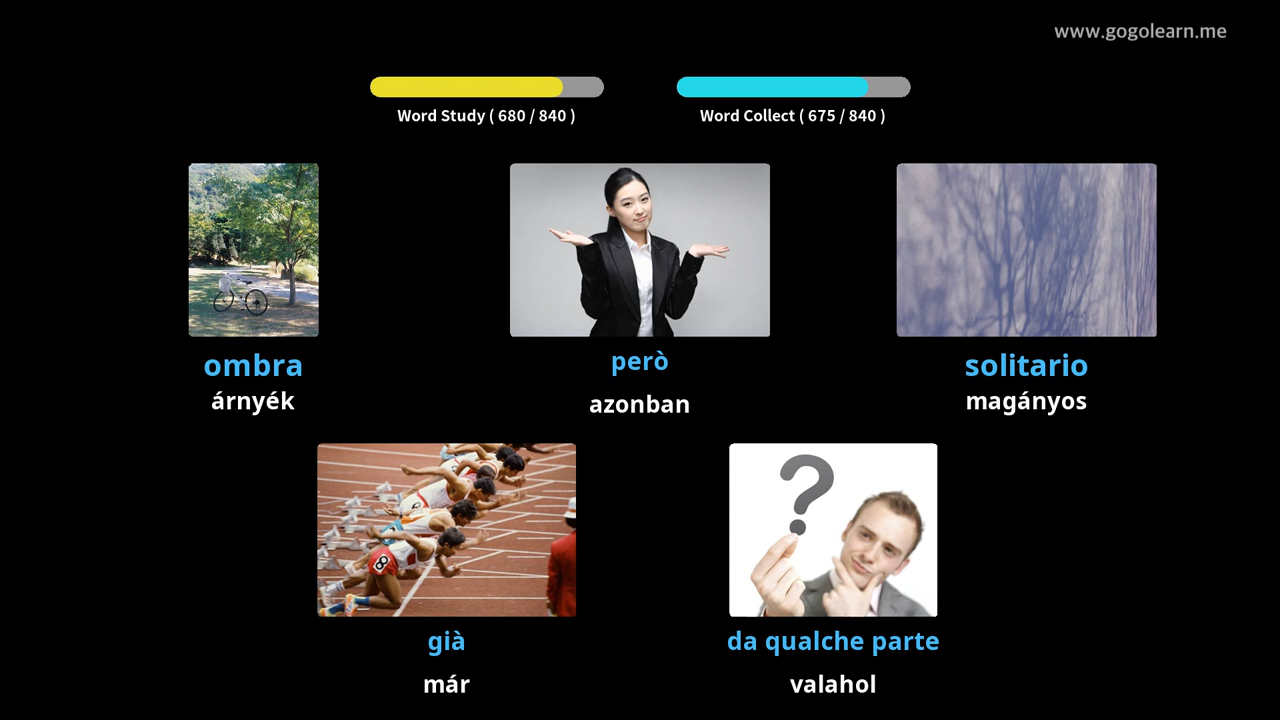 www.gogolearn.me
Word Study ( 680 / 840 )
Word Collect ( 675 / 840 )
ombra
árnyék
però
azonban
solitario
magányos
già
már
da qualche parte
valahol